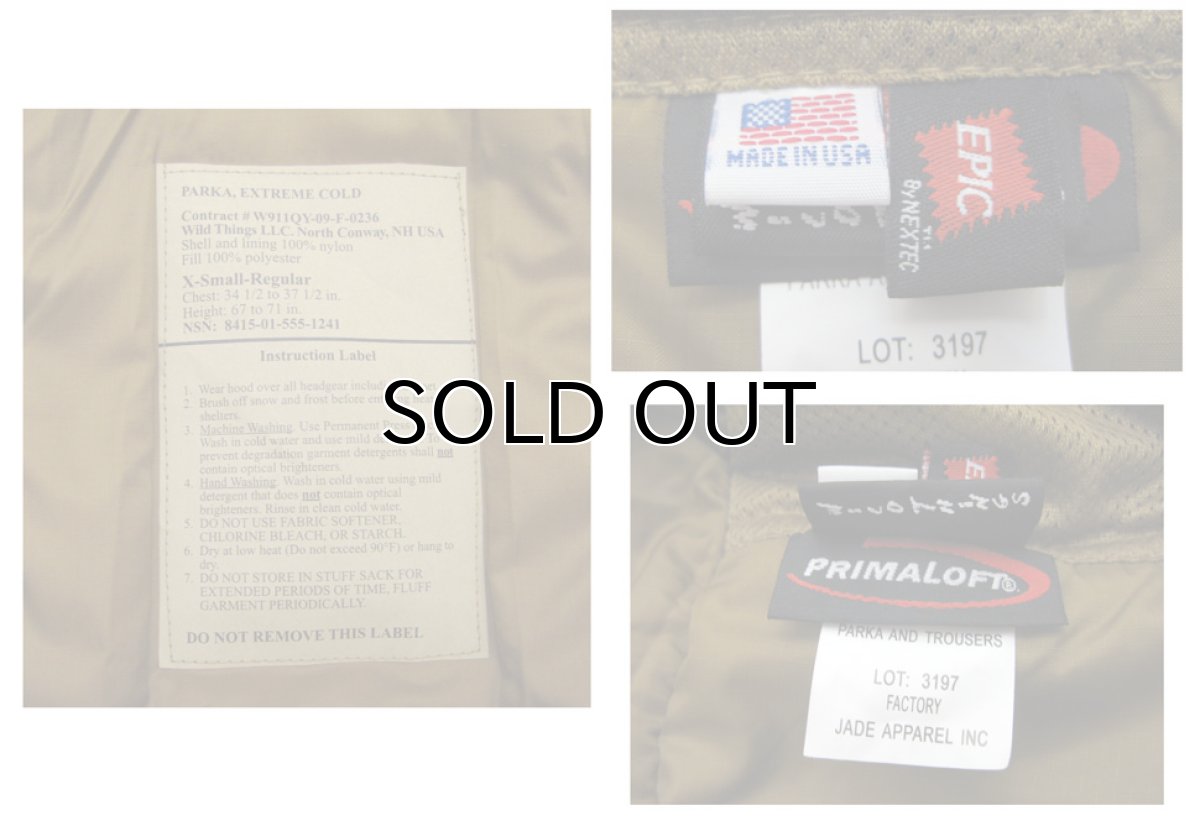 PARKA, EXTREME COLD
Contract # W911QY-09-F-0236
Wild Things LLC. North Conway, NH USA
Shell and lining 100% nylon
Fill 100% polyester
X-Small-Regular
Chest: 34 1/2 to 37 1/2 in.
Height: 67 to 71 in.
NSN: 8415-01-555-1241
Instruction Label
1. Wear hood over all headgear
2. Brush off snow and frost before
shelters.
3. Machine Washing. Use Permanent
Wash in cold water and use mild To
prevent degradation garment detergents shall not
contain optical brighteners.
4. Hand Washing. Wash in cold water using mild
detergent that does not contain optical
brighteners. Rinse in clean cold water.
5. DO NOT USE FABRIC SOFTENER,
CHLORINE BLEACH, OR STARCH.
6. Dry at low heat (Do not exceed 90°F) or hang to
dry.
7. DO NOT STORE IN STUFF SACK FOR
EXTENDED PERIODS OF TIME, FLUFF
GARMENT PERIODICALLY.
DO NOT REMOVE THIS LABEL
MADE IN USA
EPIC
By NEXTEC
TM
LOT: 3197
SOLD OUT
PRIMALOFT®
PARKA AND TROUSERS
LOT: 3197
FACTORY
JADE APPAREL INC